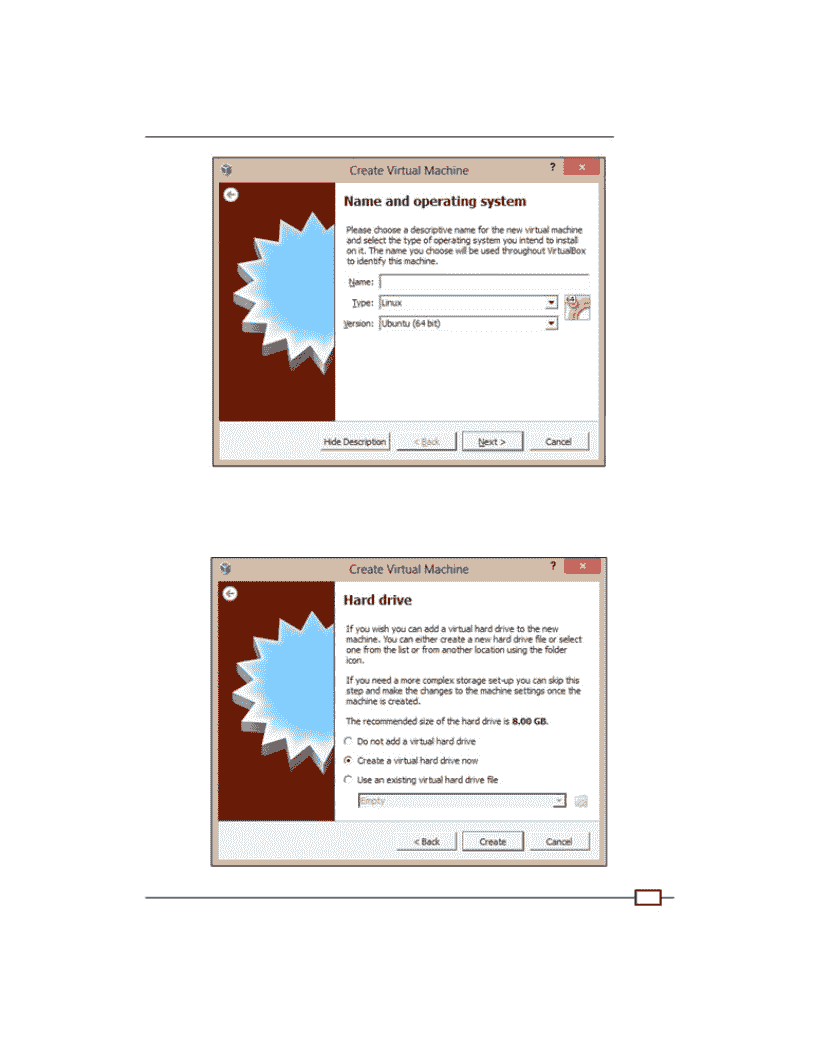 Create Virtual Machine
?
Name and operating system
Please choose a descriptive name for the new virtual machine
and select the type of operating system you intend to install
on it. The name you choose will be used throughout VirtualBox
to identify this machine.
Name:
Type: Linux
64
Version: Ubuntu (64 bit)
Hide Description < Back Next > Cancel
Create Virtual Machine
?
Hard drive
If you wish you can add a virtual hard drive to the new
machine. You can either create a new hard drive file or select
one from the list or from another location using the folder
icon.
If you need a more complex storage set-up you can skip this
step and make the changes to the machine settings once the
machine is created.
The recommended size of the hard drive is 8.00 GB.
Do not add a virtual hard drive
Create a virtual hard drive now
Use an existing virtual hard drive file
Empty
< Back Create Cancel